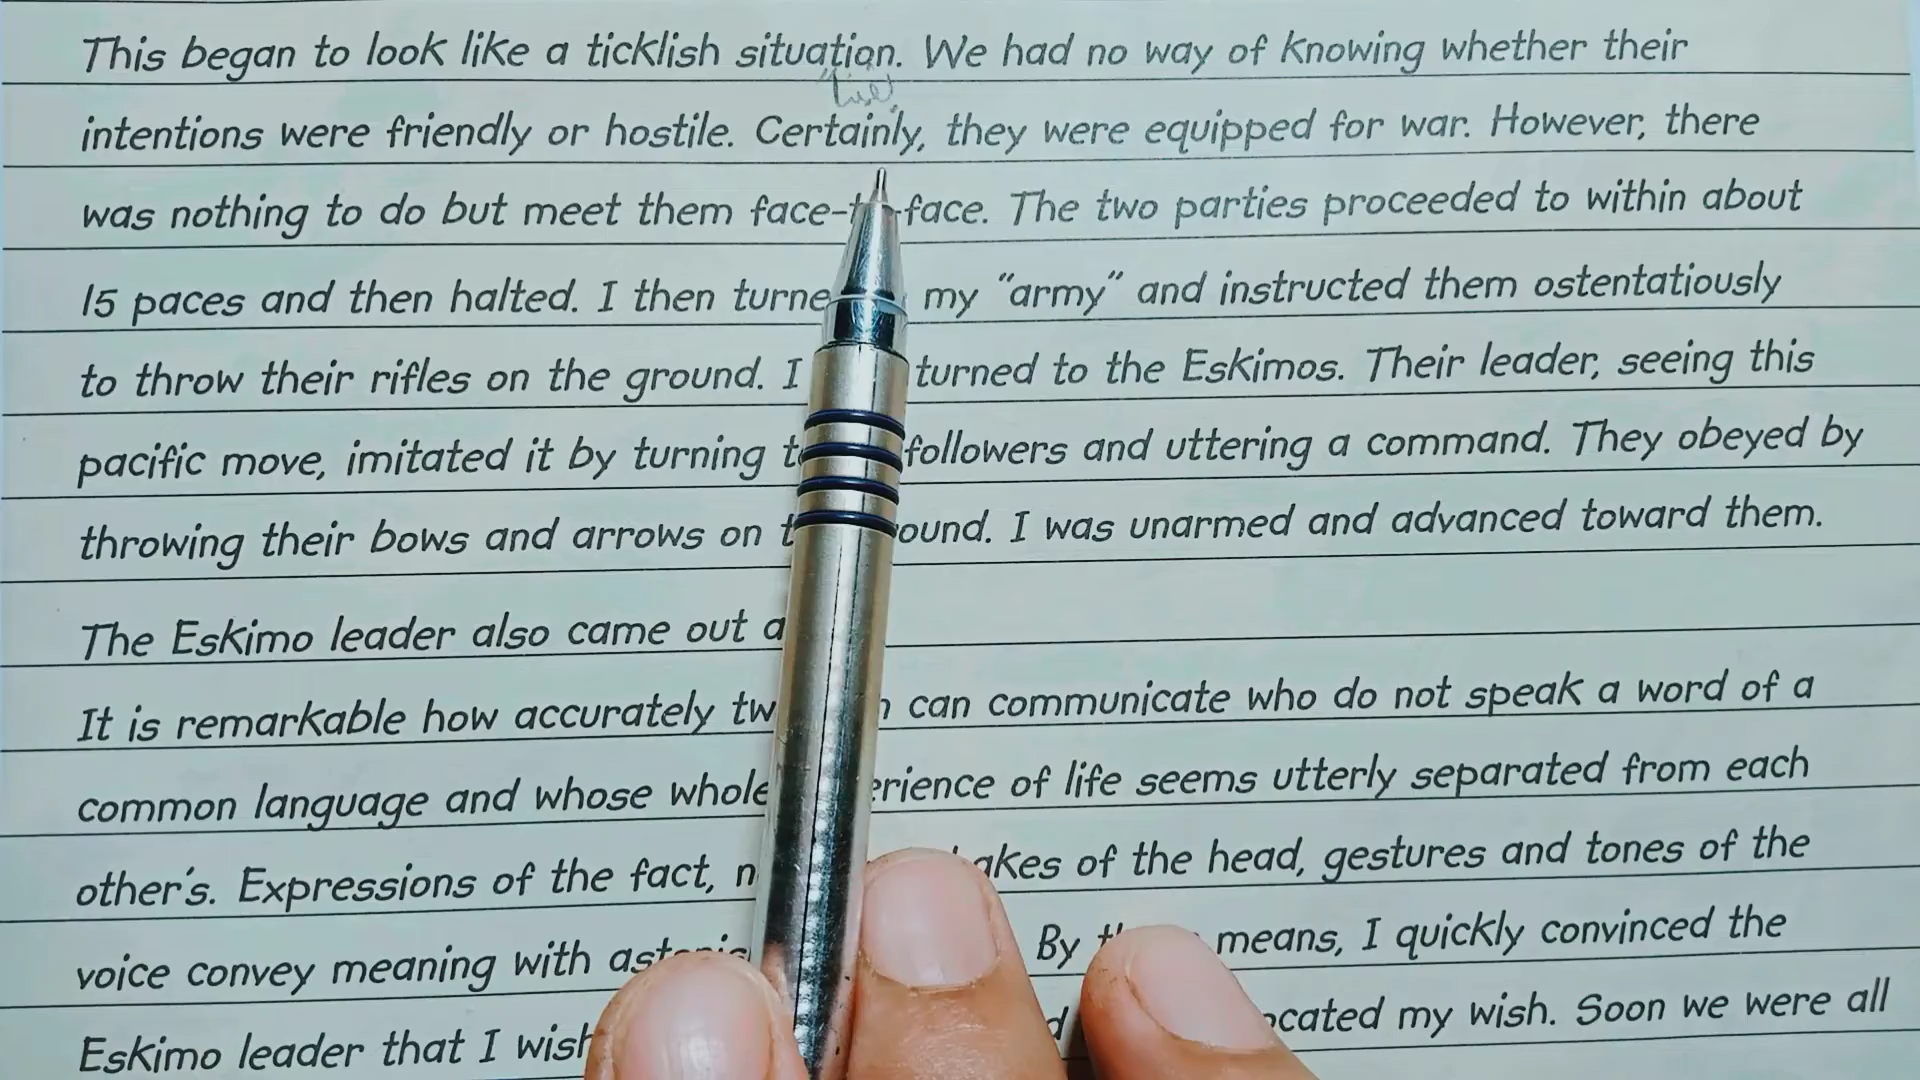 This began to look like a ticklish situation. We had no way of knowing whether their
intentions were friendly or hostile. Certainly, they were equipped for war. However, there
was nothing to do but meet them face- -face. The two parties proceeded to within about
15 paces and then halted. I then turne my "army" and instructed them ostentatiously
to throw their rifles on the ground. I turned to the Eskimos. Their leader, seeing this
pacific move, imitated it by turning followers and uttering a command. They obeyed by
throwing their bows and arrows on ound. I was unarmed and advanced toward them.
The Eskimo leader also came out a
It is remarkable how accurately tw can communicate who do not speak a word of a
common language and whose whole erience of life seems utterly separated from each
other's. Expressions of the fact, n akes of the head, gestures and tones of the
voice convey meaning with By means, I quickly convinced the
Eskimo leader that I wish cated my wish. Soon we were all